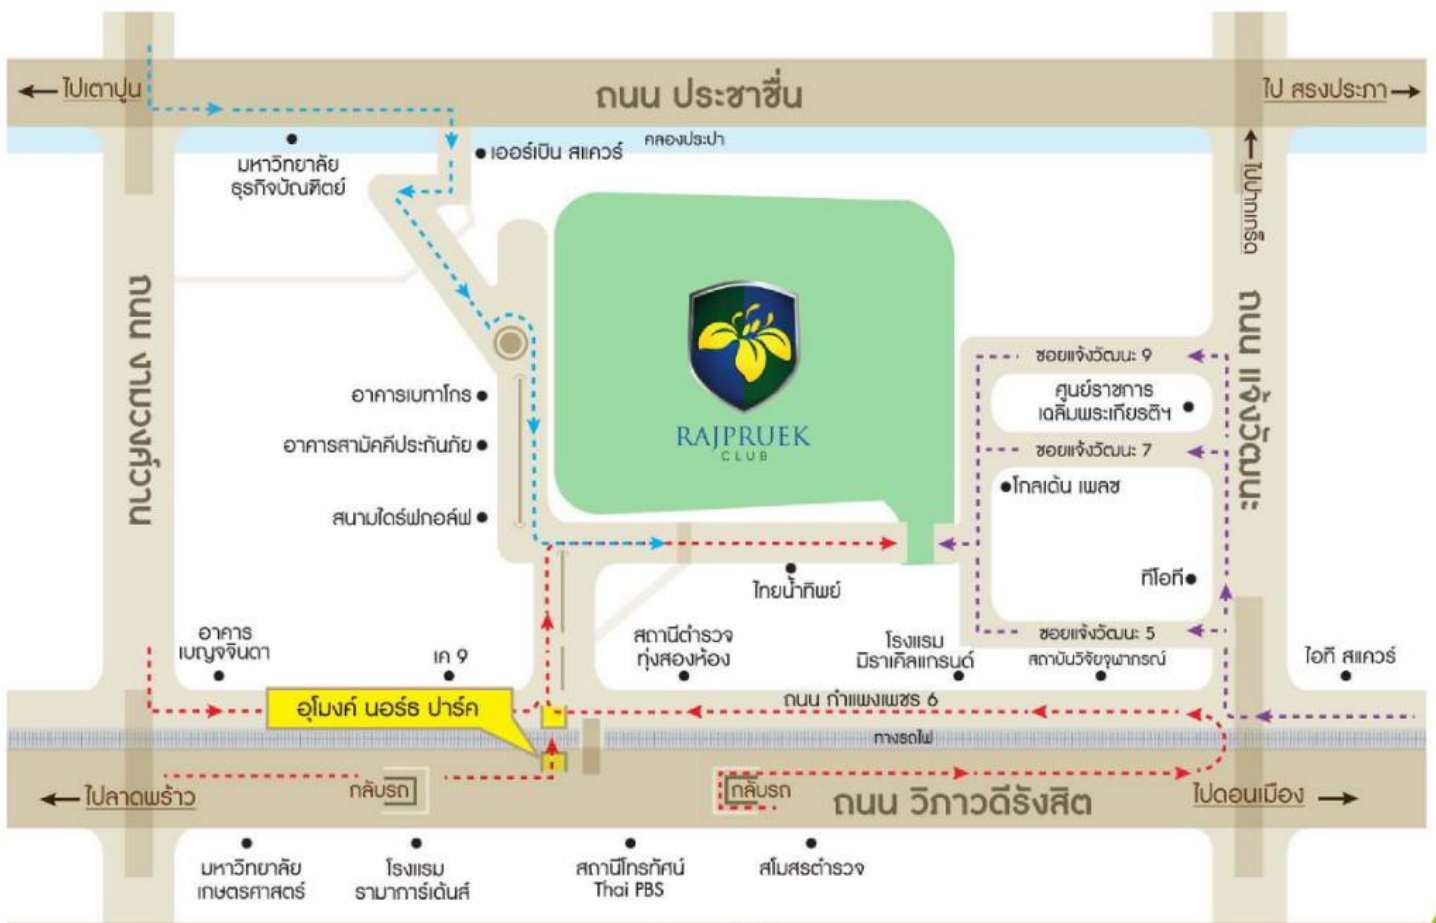 ไปเตาปูน
ถนน ประชาชื่น
ไป สรงประภา
คลองประปา
มหาวิทยาลัย
ธุรกิจบัณฑิตย์
เออร์เบิน สแควร์
ไปปากเกร็ด
ถนน งามวงศ์วาน
ถนน แจ้งวัฒนะ
RAJPRUEK
CLUB
ซอยแจ้งวัฒนะ 9
ศูนย์ราชการ
เฉลิมพระเกียรติฯ
ซอยแจ้งวัฒนะ 7
โกลเด้น เพลซ
อาคารเบทาโกร
อาคารสามัคคีประกันภัย
สนามไดร์ฟกอล์ฟ
ไทยน้ำทิพย์
ทีโอที
ซอยแจ้งวัฒนะ 5
อาคาร
เบญจจินดา
เค 9
สถานีตำรวจ
ทุ่งสองห้อง
โรงแรม
มิราเคิลแกรนด์
สถาบันวิจัยจุฬาภรณ์
ไอที สแควร์
อุโมงค์ นอร์ธ ปาร์ค
ถนน กำแพงเพชร 6
ทางรถไฟ
ไปลาดพร้าว
กลับรถ
กลับรถ
ถนน วิภาวดีรังสิต
ไปดอนเมือง
มหาวิทยาลัย
เกษตรศาสตร์
โรงแรม
รามาการ์เด้นส์
สถานีโทรทัศน์
Thai PBS
สโมสรตำรวจ